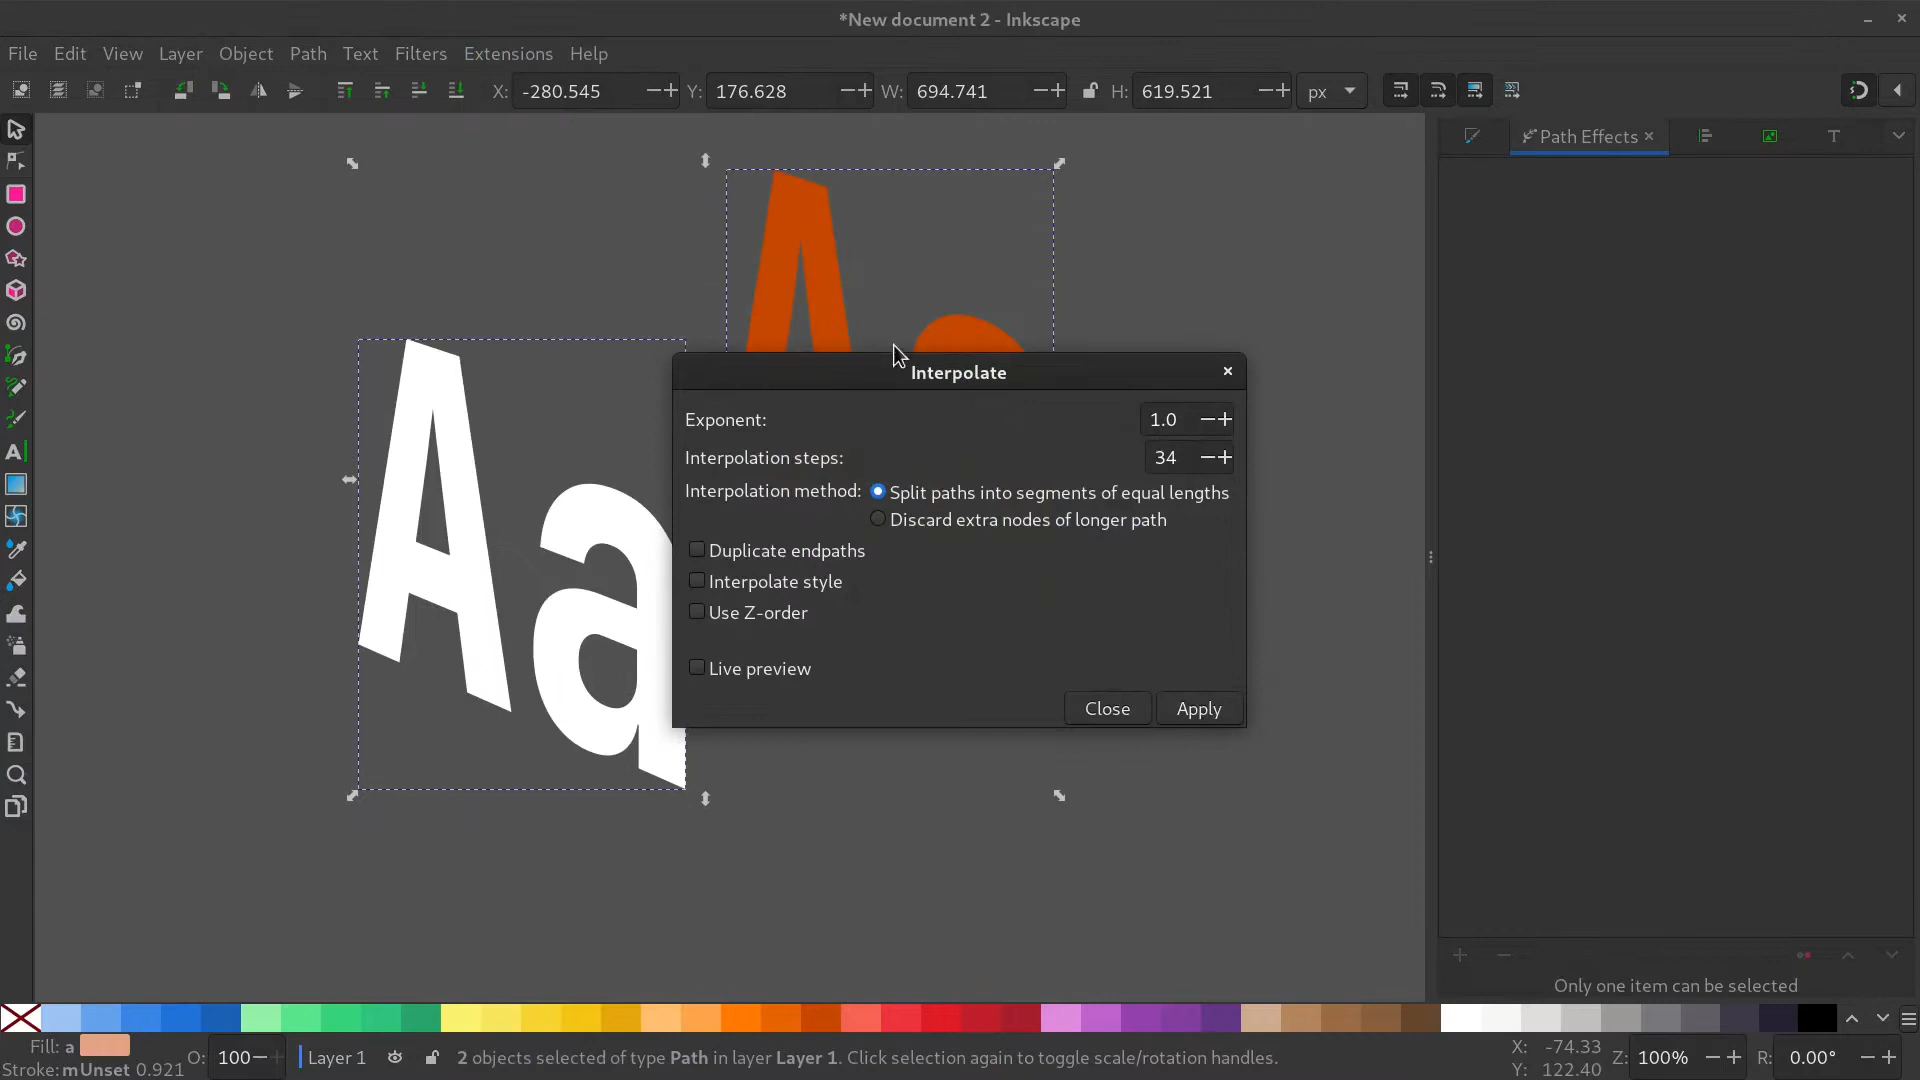 *New document 2 - Inkscape
File Edit View Layer Object Path Text Filters Extensions Help
X: -280.545 Y: 176.628 W: 694.741 H: 619.521 px
Path Effects
Aa
A
Interpolate
Exponent: 1.0
Interpolation steps: 34
Interpolation method: Split paths into segments of equal lengths
Discard extra nodes of longer path
Duplicate endpaths
Interpolate style
Use Z-order
Live preview
Close Apply
Only one item can be selected
Fill: a
Stroke: mUnset 0.921
O: 100
Layer 1
2 objects selected of type Path in layer Layer 1. Click selection again to toggle scale/rotation handles.
X: -74.33
Y: 122.40
Z: 100%
R: 0.00°